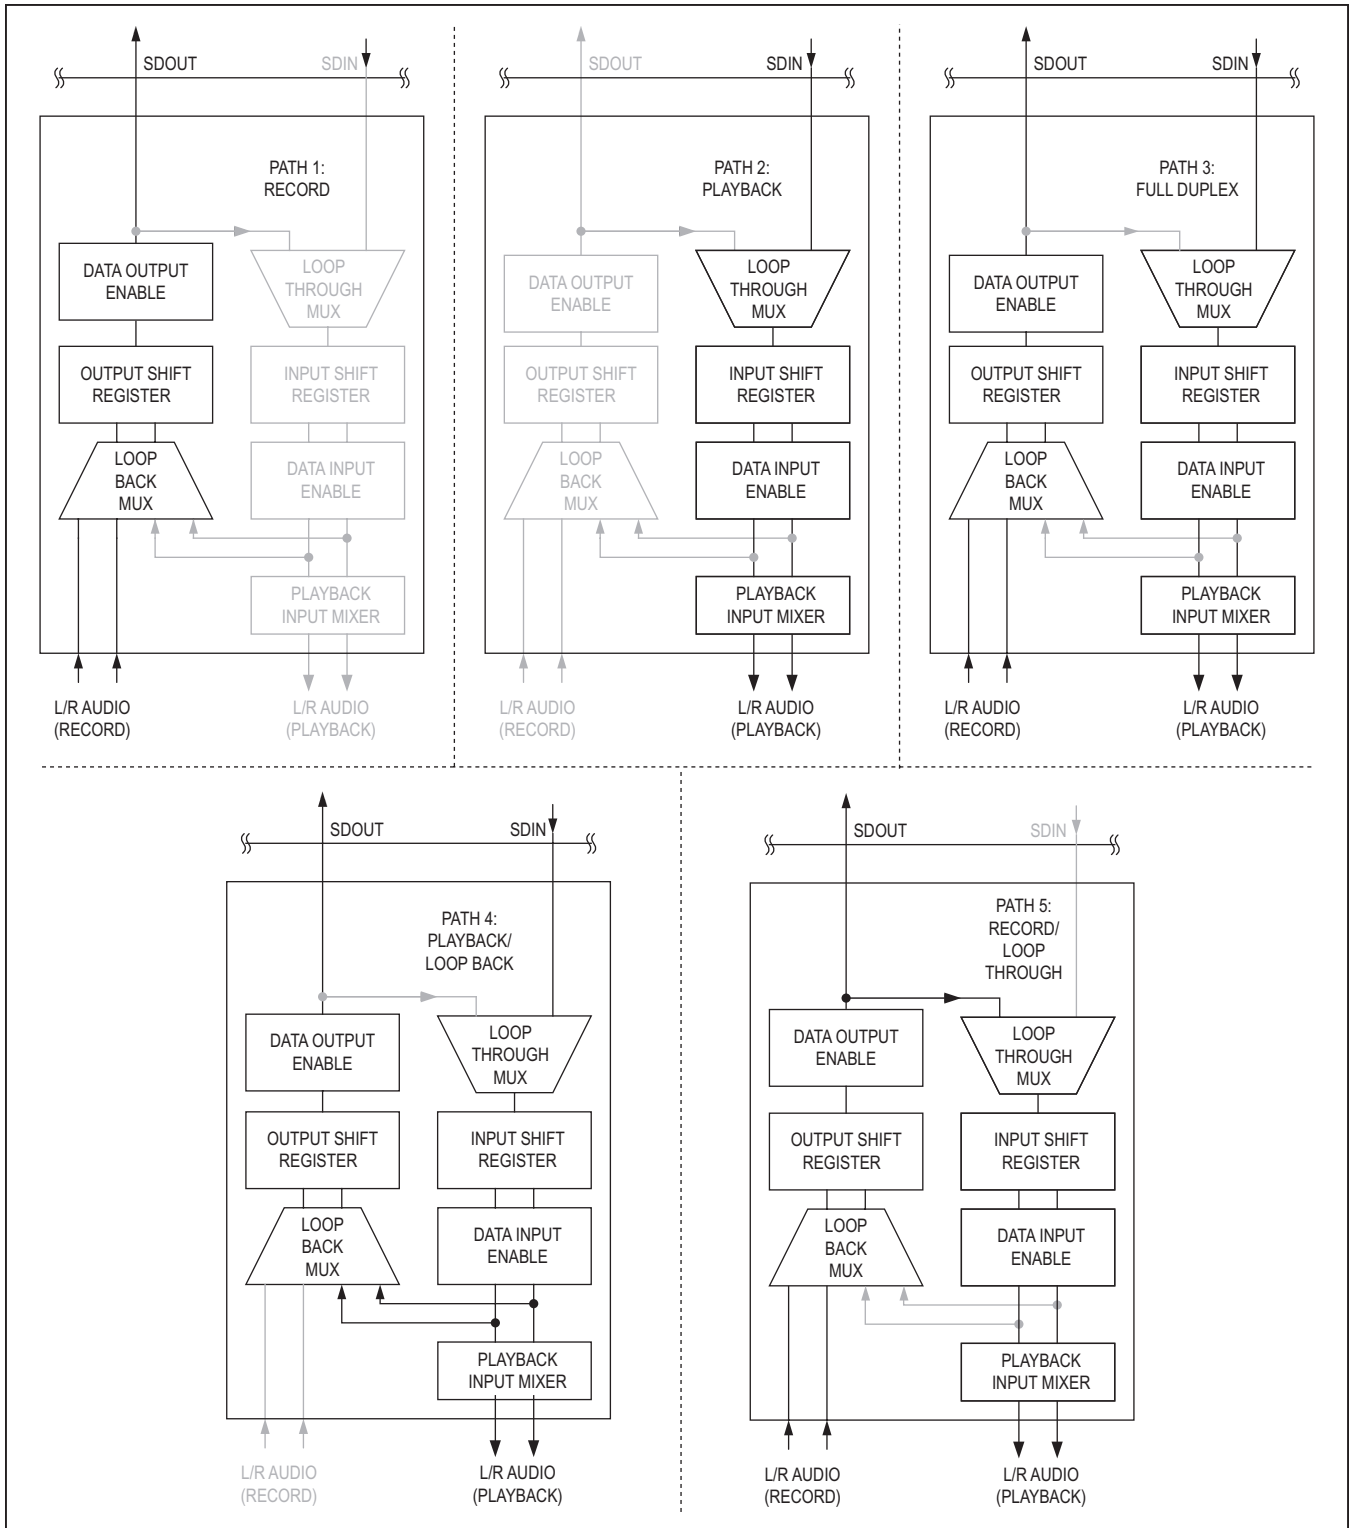 SDOUT
SDIN
PATH 1:
RECORD
DATA OUTPUT
ENABLE
LOOP
THROUGH
MUX
OUTPUT SHIFT
REGISTER
INPUT SHIFT
REGISTER
LOOP
BACK
MUX
DATA INPUT
ENABLE
PLAYBACK
INPUT MIXER
L/R AUDIO
(RECORD)
L/R AUDIO
(PLAYBACK)
SDOUT
SDIN
PATH 2:
PLAYBACK
DATA OUTPUT
ENABLE
LOOP
THROUGH
MUX
OUTPUT SHIFT
REGISTER
INPUT SHIFT
REGISTER
LOOP
BACK
MUX
DATA INPUT
ENABLE
PLAYBACK
INPUT MIXER
L/R AUDIO
(RECORD)
L/R AUDIO
(PLAYBACK)
SDOUT
SDIN
PATH 3:
FULL DUPLEX
DATA OUTPUT
ENABLE
LOOP
THROUGH
MUX
OUTPUT SHIFT
REGISTER
INPUT SHIFT
REGISTER
LOOP
BACK
MUX
DATA INPUT
ENABLE
PLAYBACK
INPUT MIXER
L/R AUDIO
(RECORD)
L/R AUDIO
(PLAYBACK)
SDOUT
SDIN
PATH 4:
PLAYBACK/
LOOP BACK
DATA OUTPUT
ENABLE
LOOP
THROUGH
MUX
OUTPUT SHIFT
REGISTER
INPUT SHIFT
REGISTER
LOOP
BACK
MUX
DATA INPUT
ENABLE
PLAYBACK
INPUT MIXER
L/R AUDIO
(RECORD)
L/R AUDIO
(PLAYBACK)
SDOUT
SDIN
PATH 5:
RECORD/
LOOP
THROUGH
DATA OUTPUT
ENABLE
LOOP
THROUGH
MUX
OUTPUT SHIFT
REGISTER
INPUT SHIFT
REGISTER
LOOP
BACK
MUX
DATA INPUT
ENABLE
PLAYBACK
INPUT MIXER
L/R AUDIO
(RECORD)
L/R AUDIO
(PLAYBACK)